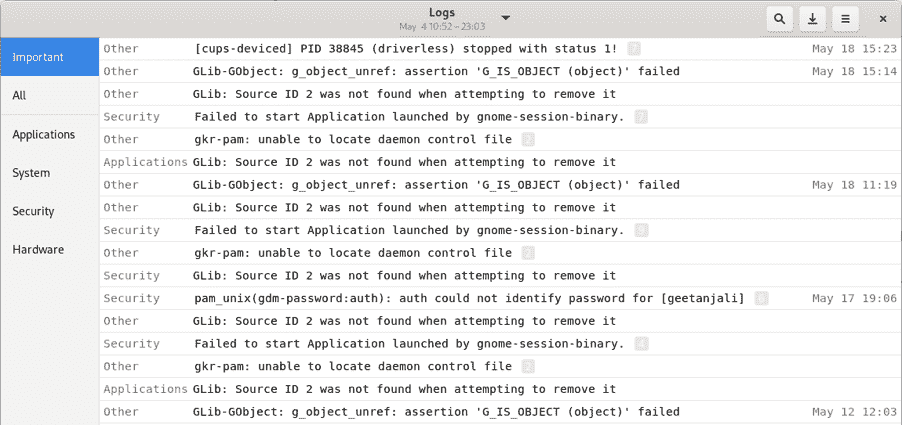 Logs
May 4 10:52 – 23:03
Important
All
Applications
System
Security
Hardware
Other [cups-deviced] PID 38845 (driverless) stopped with status 1! May 18 15:23
Other GLib-GObject: g_object_unref: assertion 'G_IS_OBJECT (object)' failed May 18 15:14
Other GLib: Source ID 2 was not found when attempting to remove it
Security Failed to start Application launched by gnome-session-binary.
Other gkr-pam: unable to locate daemon control file 2
Applications GLib: Source ID 2 was not found when attempting to remove it
Other GLib-GObject: g_object_unref: assertion 'G_IS_OBJECT (object)' failed May 18 11:19
Other GLib: Source ID 2 was not found when attempting to remove it
Security Failed to start Application launched by gnome-session-binary.
Other gkr-pam: unable to locate daemon control file 2
Security GLib: Source ID 2 was not found when attempting to remove it
Security pam_unix(gdm-password:auth): auth could not identify password for [geetanjali] May 17 19:06
Other GLib: Source ID 2 was not found when attempting to remove it
Security Failed to start Application launched by gnome-session-binary. 4
Other gkr-pam: unable to locate daemon control file 2
Applications GLib: Source ID 2 was not found when attempting to remove it
Other GLib-GObject: g_object_unref: assertion 'G_IS_OBJECT (object)' failed May 12 12:03